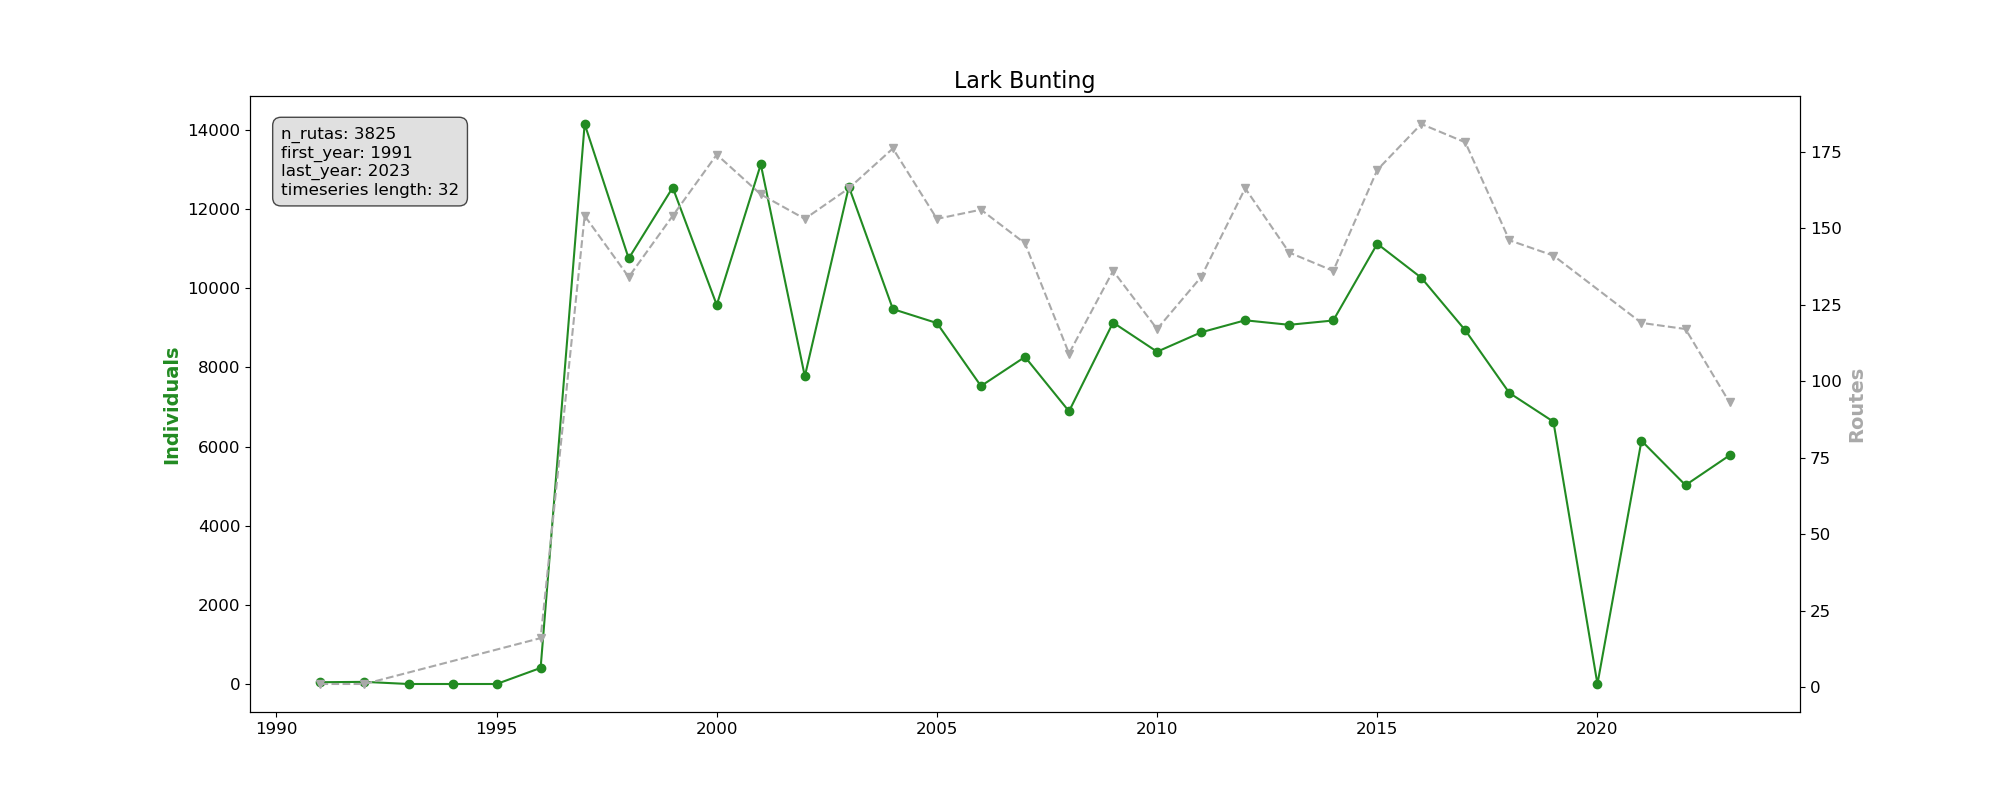 Lark Bunting
n_rutas: 3825
first_year: 1991
last_year: 2023
timeseries length: 32
Individuals
14000
12000
10000
8000
6000
4000
2000
0
Routes
175
150
125
100
75
50
25
0
1990 1995 2000 2005 2010 2015 2020